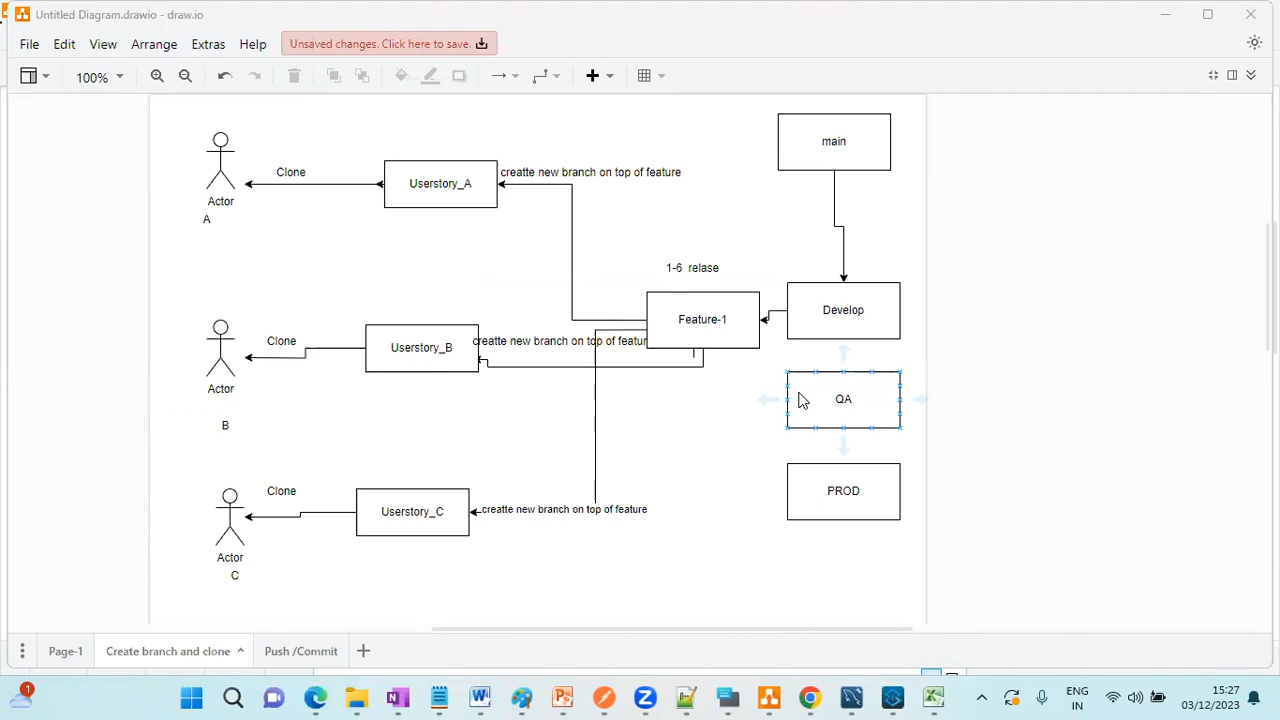 Untitled Diagram.drawio - draw.io
File Edit View Arrange Extras Help Unsaved changes. Click here to save.
100%
main
Clone
Userstory_A
creatte new branch on top of feature
Actor
A
1-6 relase
Feature-1
Develop
Clone
Userstory_B
creatte new branch on top of featur
Actor
B
QA
PROD
Clone
Userstory_C
creatte new branch on top of feature
Actor
C
Page-1 Create branch and clone Push /Commit
1
ENG
IN
15:27
03/12/2023